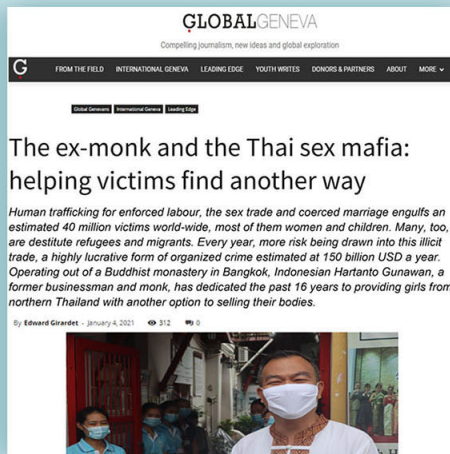 GLOBALGENEVA
Compelling journalism, new ideas and global exploration
G FROM THE FIELD INTERNATIONAL GENEVA LEADING EDGE YOUTH WRITES DONORS & PARTNERS ABOUT MORE
Global Genevans International Geneva Leading Edge
The ex-monk and the Thai sex mafia:
helping victims find another way
Human trafficking for enforced labour, the sex trade and coerced marriage engulfs an
estimated 40 million victims world-wide, most of them women and children. Many, too,
are destitute refugees and migrants. Every year, more risk being drawn into this illicit
trade, a highly lucrative form of organized crime estimated at 150 billion USD a year.
Operating out of a Buddhist monastery in Bangkok, Indonesian Hartanto Gunawan, a
former businessman and monk, has dedicated the past 16 years to providing girls from
northern Thailand with another option to selling their bodies.
By Edward Girardet - January 4, 2021 312 0